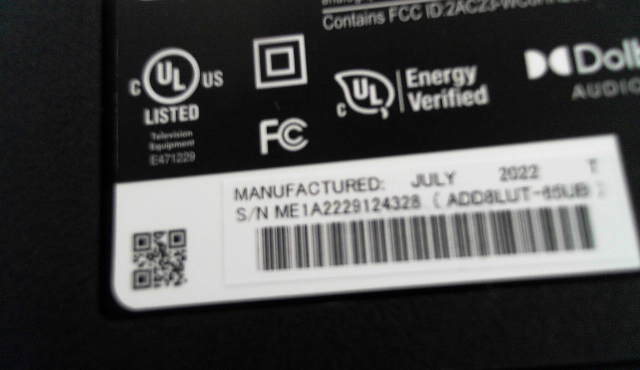 Contains FCC ID:2AC23-
c UL US
LISTED
Television
Equipment
E471229
FC
c UL
Energy
Verified
Dolb
AUDIO
MANUFACTURED: JULY 2022 T
S/N ME1A2229124328 ( ADD8LUT-65UB )